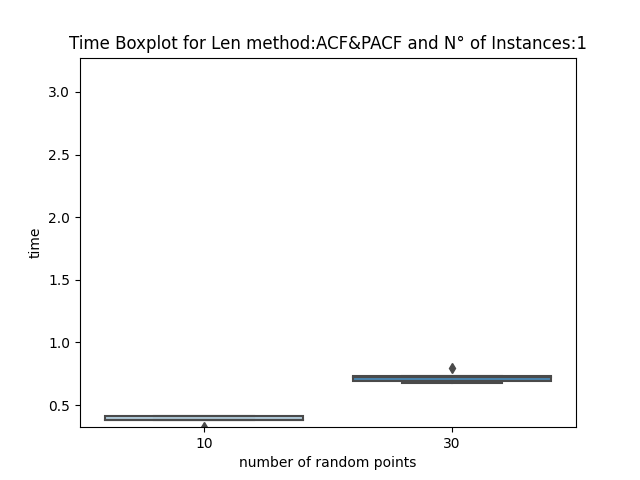 Time Boxplot for Len method:ACF&PACF and N° of Instances:1
3.0
2.5
2.0
1.5
1.0
0.5
time
10 30
number of random points